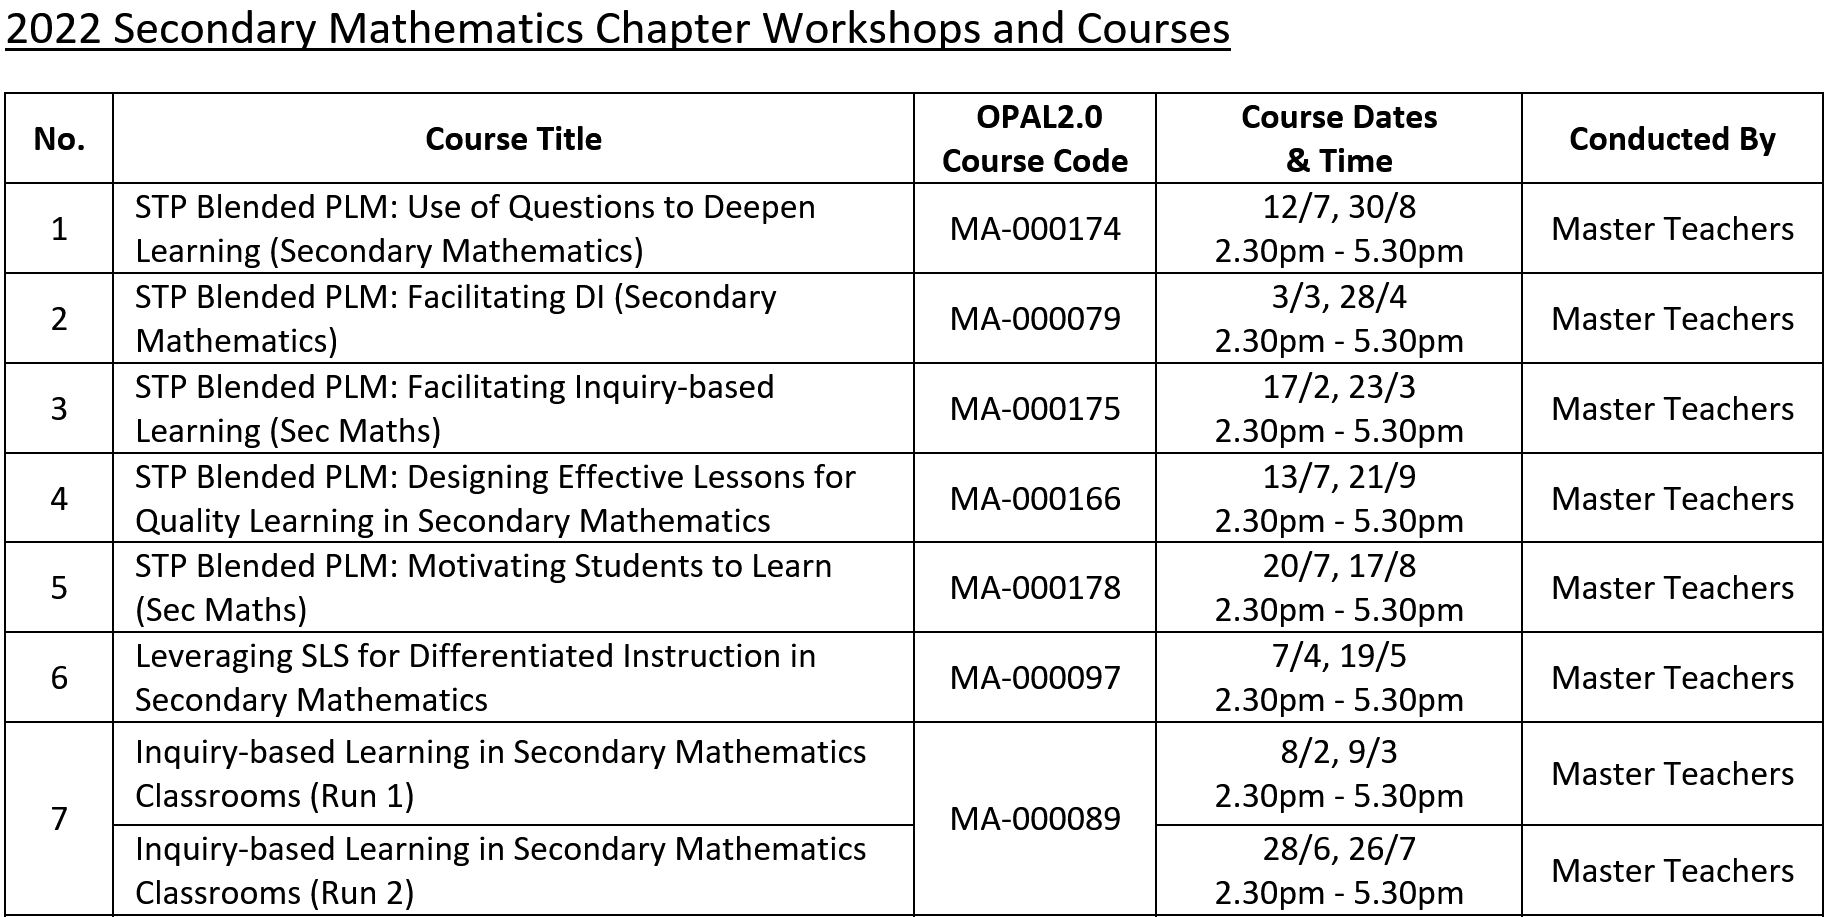 2022 Secondary Mathematics Chapter Workshops and Courses
No.
Course Title
OPAL2.0
Course Code
Course Dates
& Time
Conducted By
1
STP Blended PLM: Use of Questions to Deepen
Learning (Secondary Mathematics)
MA-000174
12/7, 30/8
2.30pm - 5.30pm
Master Teachers
2
STP Blended PLM: Facilitating DI (Secondary
Mathematics)
MA-000079
3/3, 28/4
2.30pm - 5.30pm
Master Teachers
3
STP Blended PLM: Facilitating Inquiry-based
Learning (Sec Maths)
MA-000175
17/2, 23/3
2.30pm - 5.30pm
Master Teachers
4
STP Blended PLM: Designing Effective Lessons for
Quality Learning in Secondary Mathematics
MA-000166
13/7, 21/9
2.30pm - 5.30pm
Master Teachers
5
STP Blended PLM: Motivating Students to Learn
(Sec Maths)
MA-000178
20/7, 17/8
2.30pm - 5.30pm
Master Teachers
6
Leveraging SLS for Differentiated Instruction in
Secondary Mathematics
MA-000097
7/4, 19/5
2.30pm - 5.30pm
Master Teachers
7
Inquiry-based Learning in Secondary Mathematics
Classrooms (Run 1)
MA-000089
8/2, 9/3
2.30pm - 5.30pm
Master Teachers
Inquiry-based Learning in Secondary Mathematics
Classrooms (Run 2)
28/6, 26/7
2.30pm - 5.30pm
Master Teachers